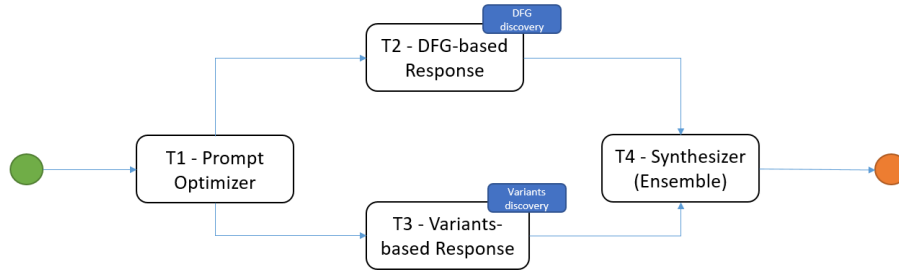 DFG
discovery
T2 - DFG-based
Response
T1 - Prompt
Optimizer
T4 - Synthesizer
(Ensemble)
Variants
discovery
T3 - Variants-
based Response